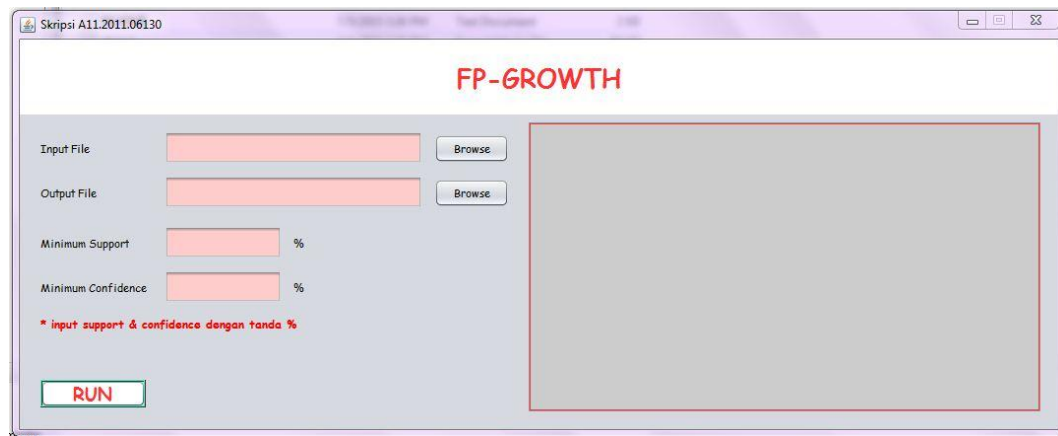 Skripsi A11.2011.06130
FP-GROWTH
Input File
Browse
Output File
Browse
Minimum Support %
Minimum Confidence %
* input support & confidence dengan tanda %
RUN